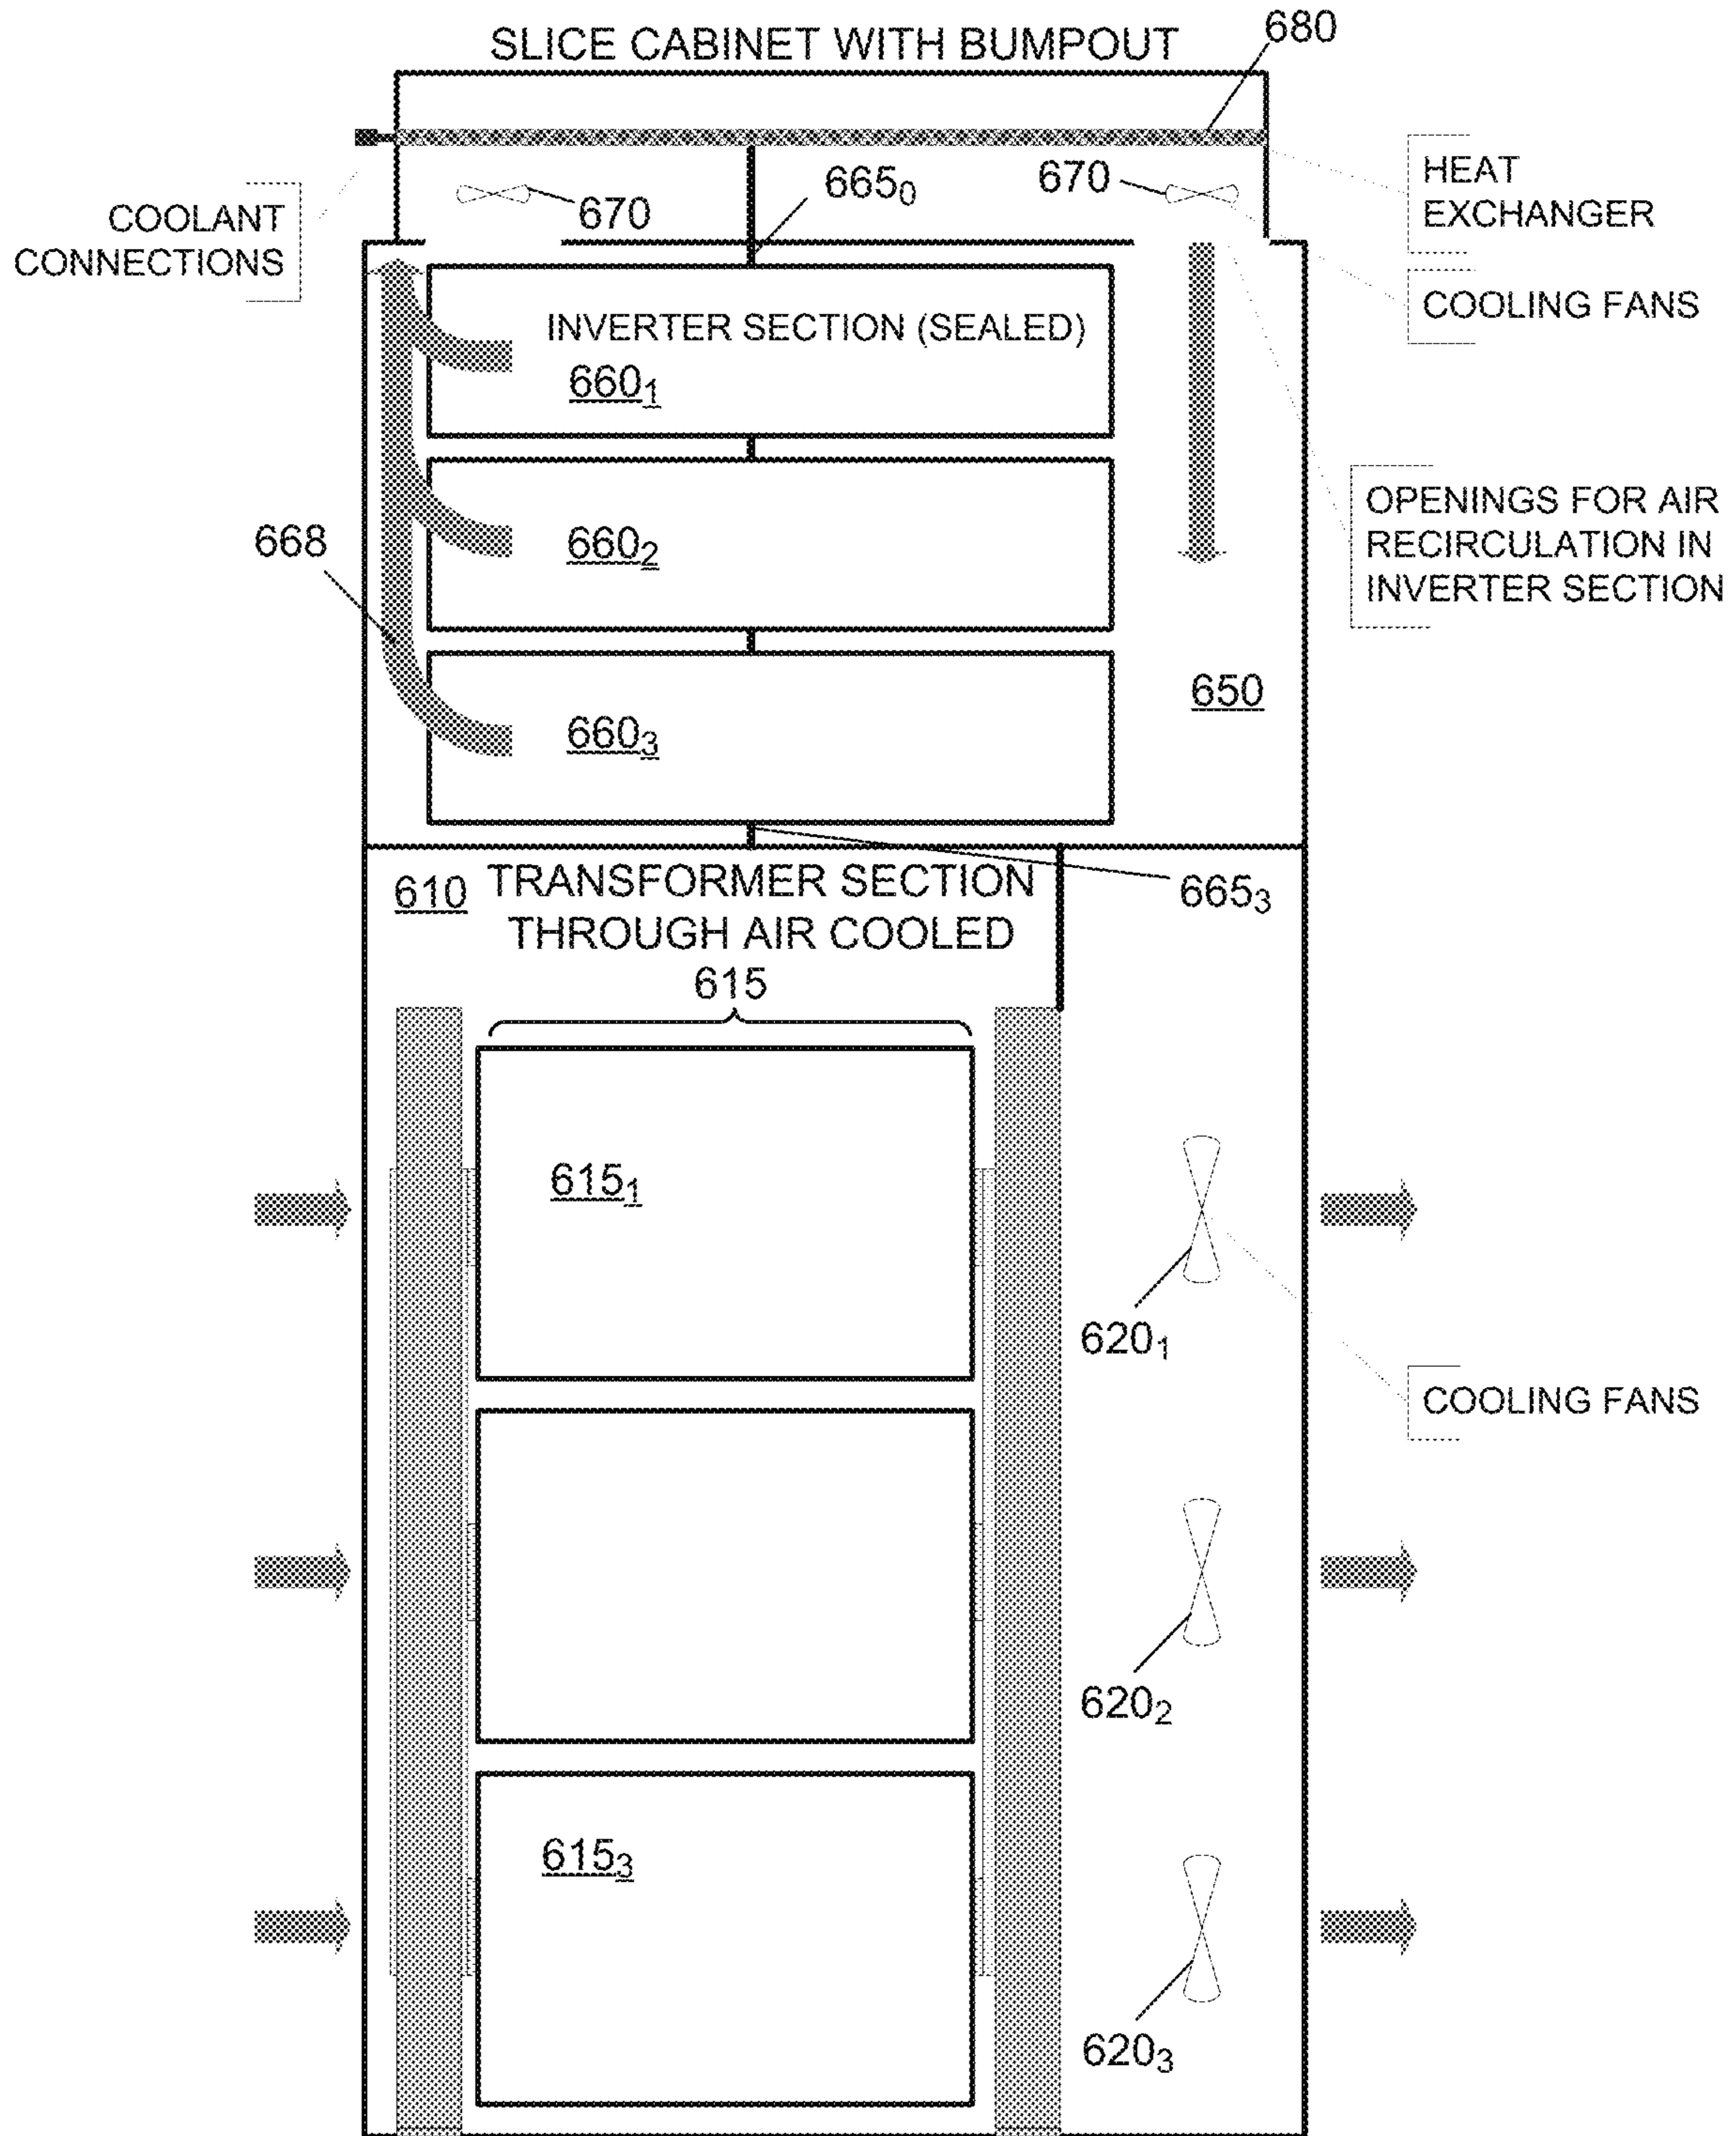 SLICE CABINET WITH BUMPOUT
680
HEAT
EXCHANGER
COOLANT
CONNECTIONS
670
665₀
670
COOLING FANS
INVERTER SECTION (SEALED)
660₁
OPENINGS FOR AIR
RECIRCULATION IN
INVERTER SECTION
668
660₂
650
660₃
610
TRANSFORMER SECTION
THROUGH AIR COOLED
665₃
615
615₁
620₁
COOLING FANS
620₂
615₃
620₃